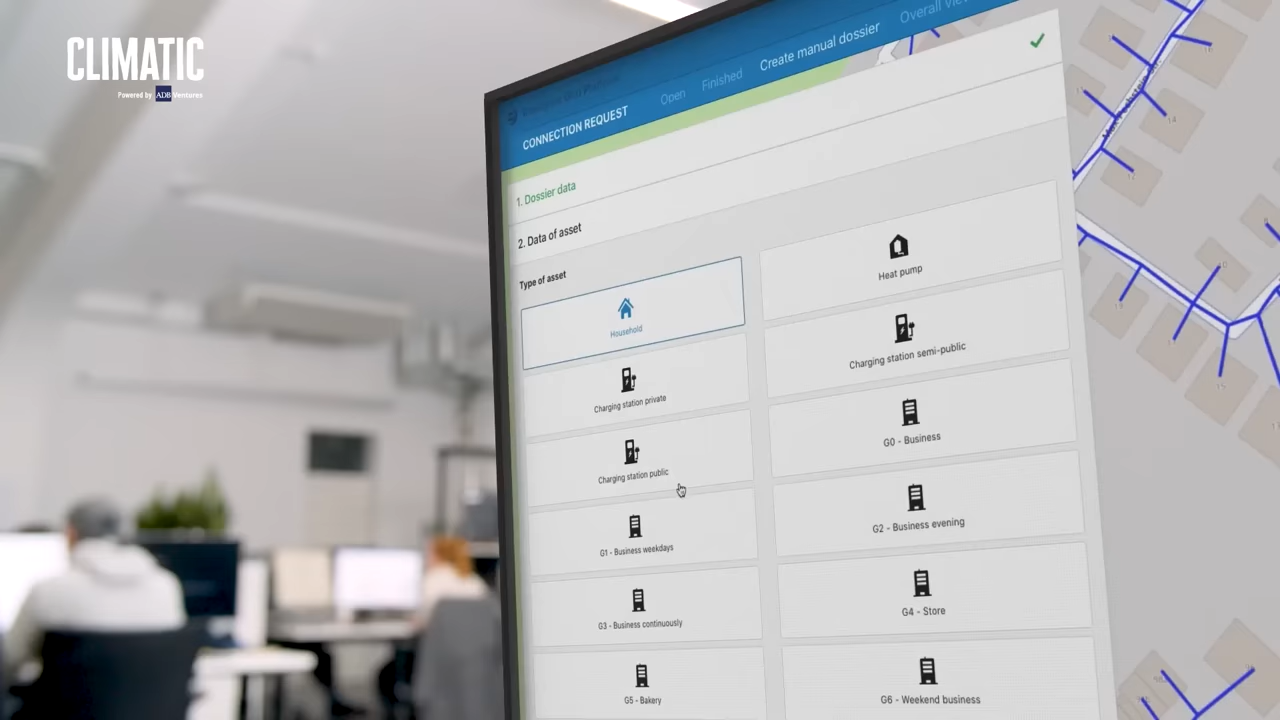 CLIMATIC
Powered by ADB Ventures
CONNECTION REQUEST
Open
Finished
Create manual dossier
Overall view
1. Dossier data
2. Data of asset
Type of asset
Household
Heat pump
Charging station private
Charging station semi-public
Charging station public
G0 - Business
G1 - Business weekdays
G2 - Business evening
G3 - Business continuously
G4 - Store
G5 - Bakery
G6 - Weekend business